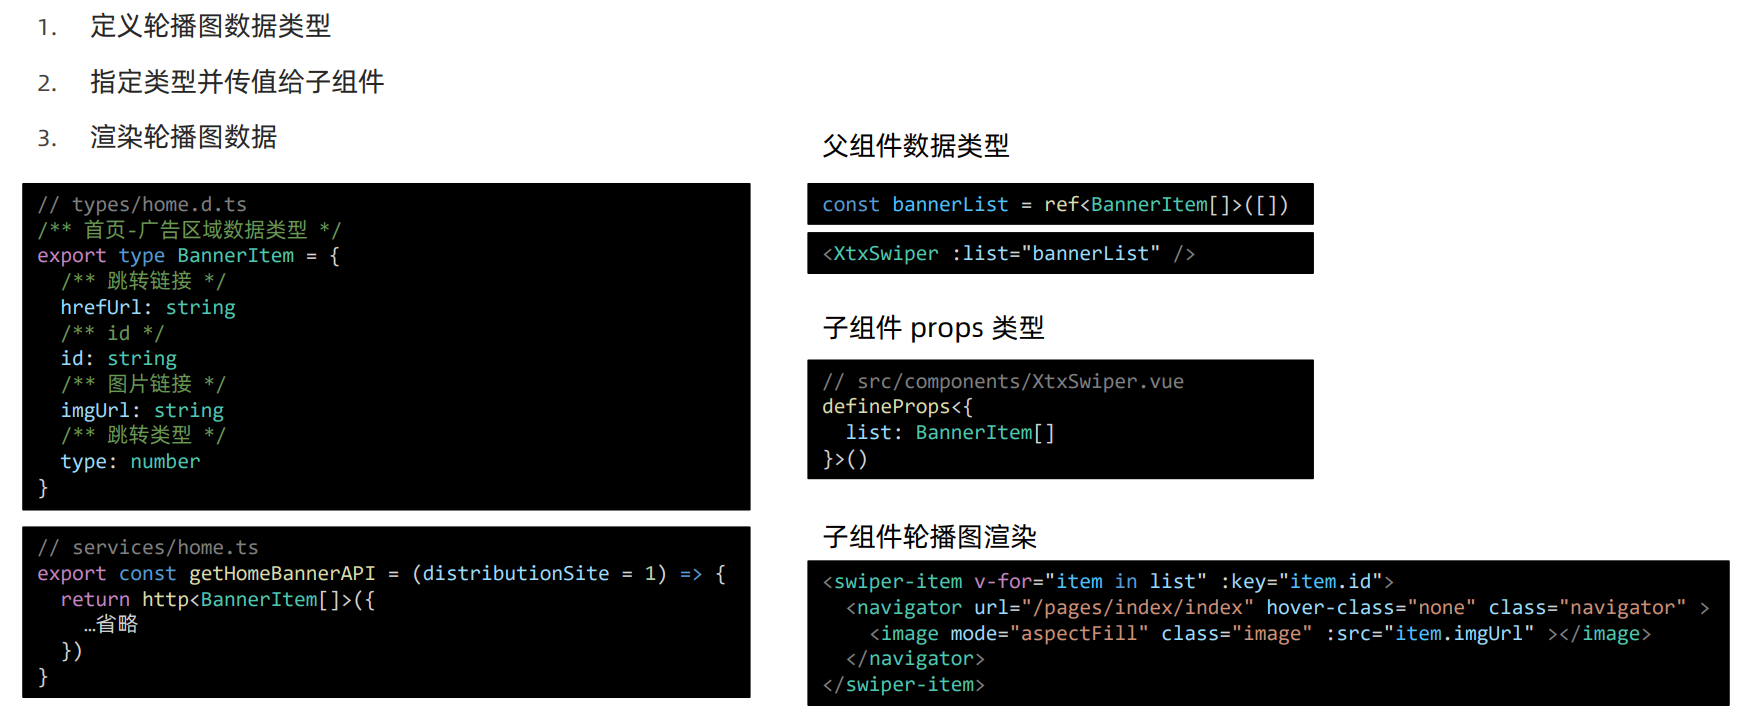 1. 定义轮播图数据类型
2. 指定类型并传值给子组件
3. 渲染轮播图数据
// types/home.d.ts
/** 首页-广告区域数据类型 */
export type BannerItem = {
  /** 跳转链接 */
  hrefUrl: string
  /** id */
  id: string
  /** 图片链接 */
  imgUrl: string
  /** 跳转类型 */
  type: number
}
// services/home.ts
export const getHomeBannerAPI = (distributionSite = 1) => {
  return http<BannerItem[]>({
    …省略
  })
}
父组件数据类型
const bannerList = ref<BannerItem[]>([])
<XtxSwiper :list="bannerList" />
子组件 props 类型
// src/components/XtxSwiper.vue
defineProps<{
  list: BannerItem[]
}>()
子组件轮播图渲染
<swiper-item v-for="item in list" :key="item.id">
  <navigator url="/pages/index/index" hover-class="none" class="navigator" >
    <image mode="aspectFill" class="image" :src="item.imgUrl" ></image>
  </navigator>
</swiper-item>